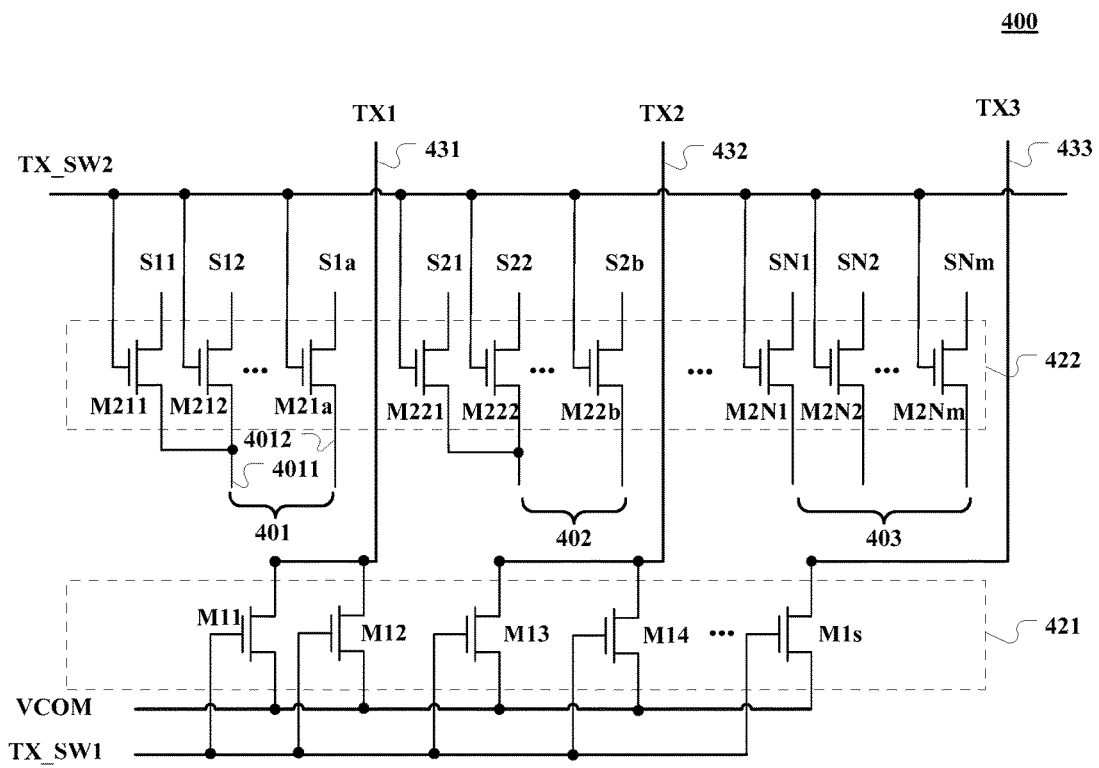 400
TX1 TX2 TX3
431 432 433
TX_SW2
S11 S12 S1a S21 S22 S2b SN1 SN2 SNm
... ... ... ... 422
M211 M212 M21a M221 M222 M22b M2N1 M2N2 M2Nm
4012
4011
401 402 403
M11 M12 M13 M14 ... M1s 421
VCOM
TX_SW1